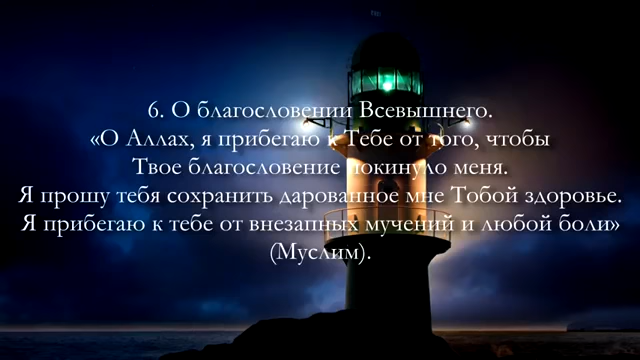 6. О благословении Всевышнего.
«О Аллах, я прибегаю к Тебе от того, чтобы
Твое благословение покинуло меня.
Я прошу тебя сохранить дарованное мне Тобой здоровье.
Я прибегаю к тебе от внезапных мучений и любой боли»
(Муслим).